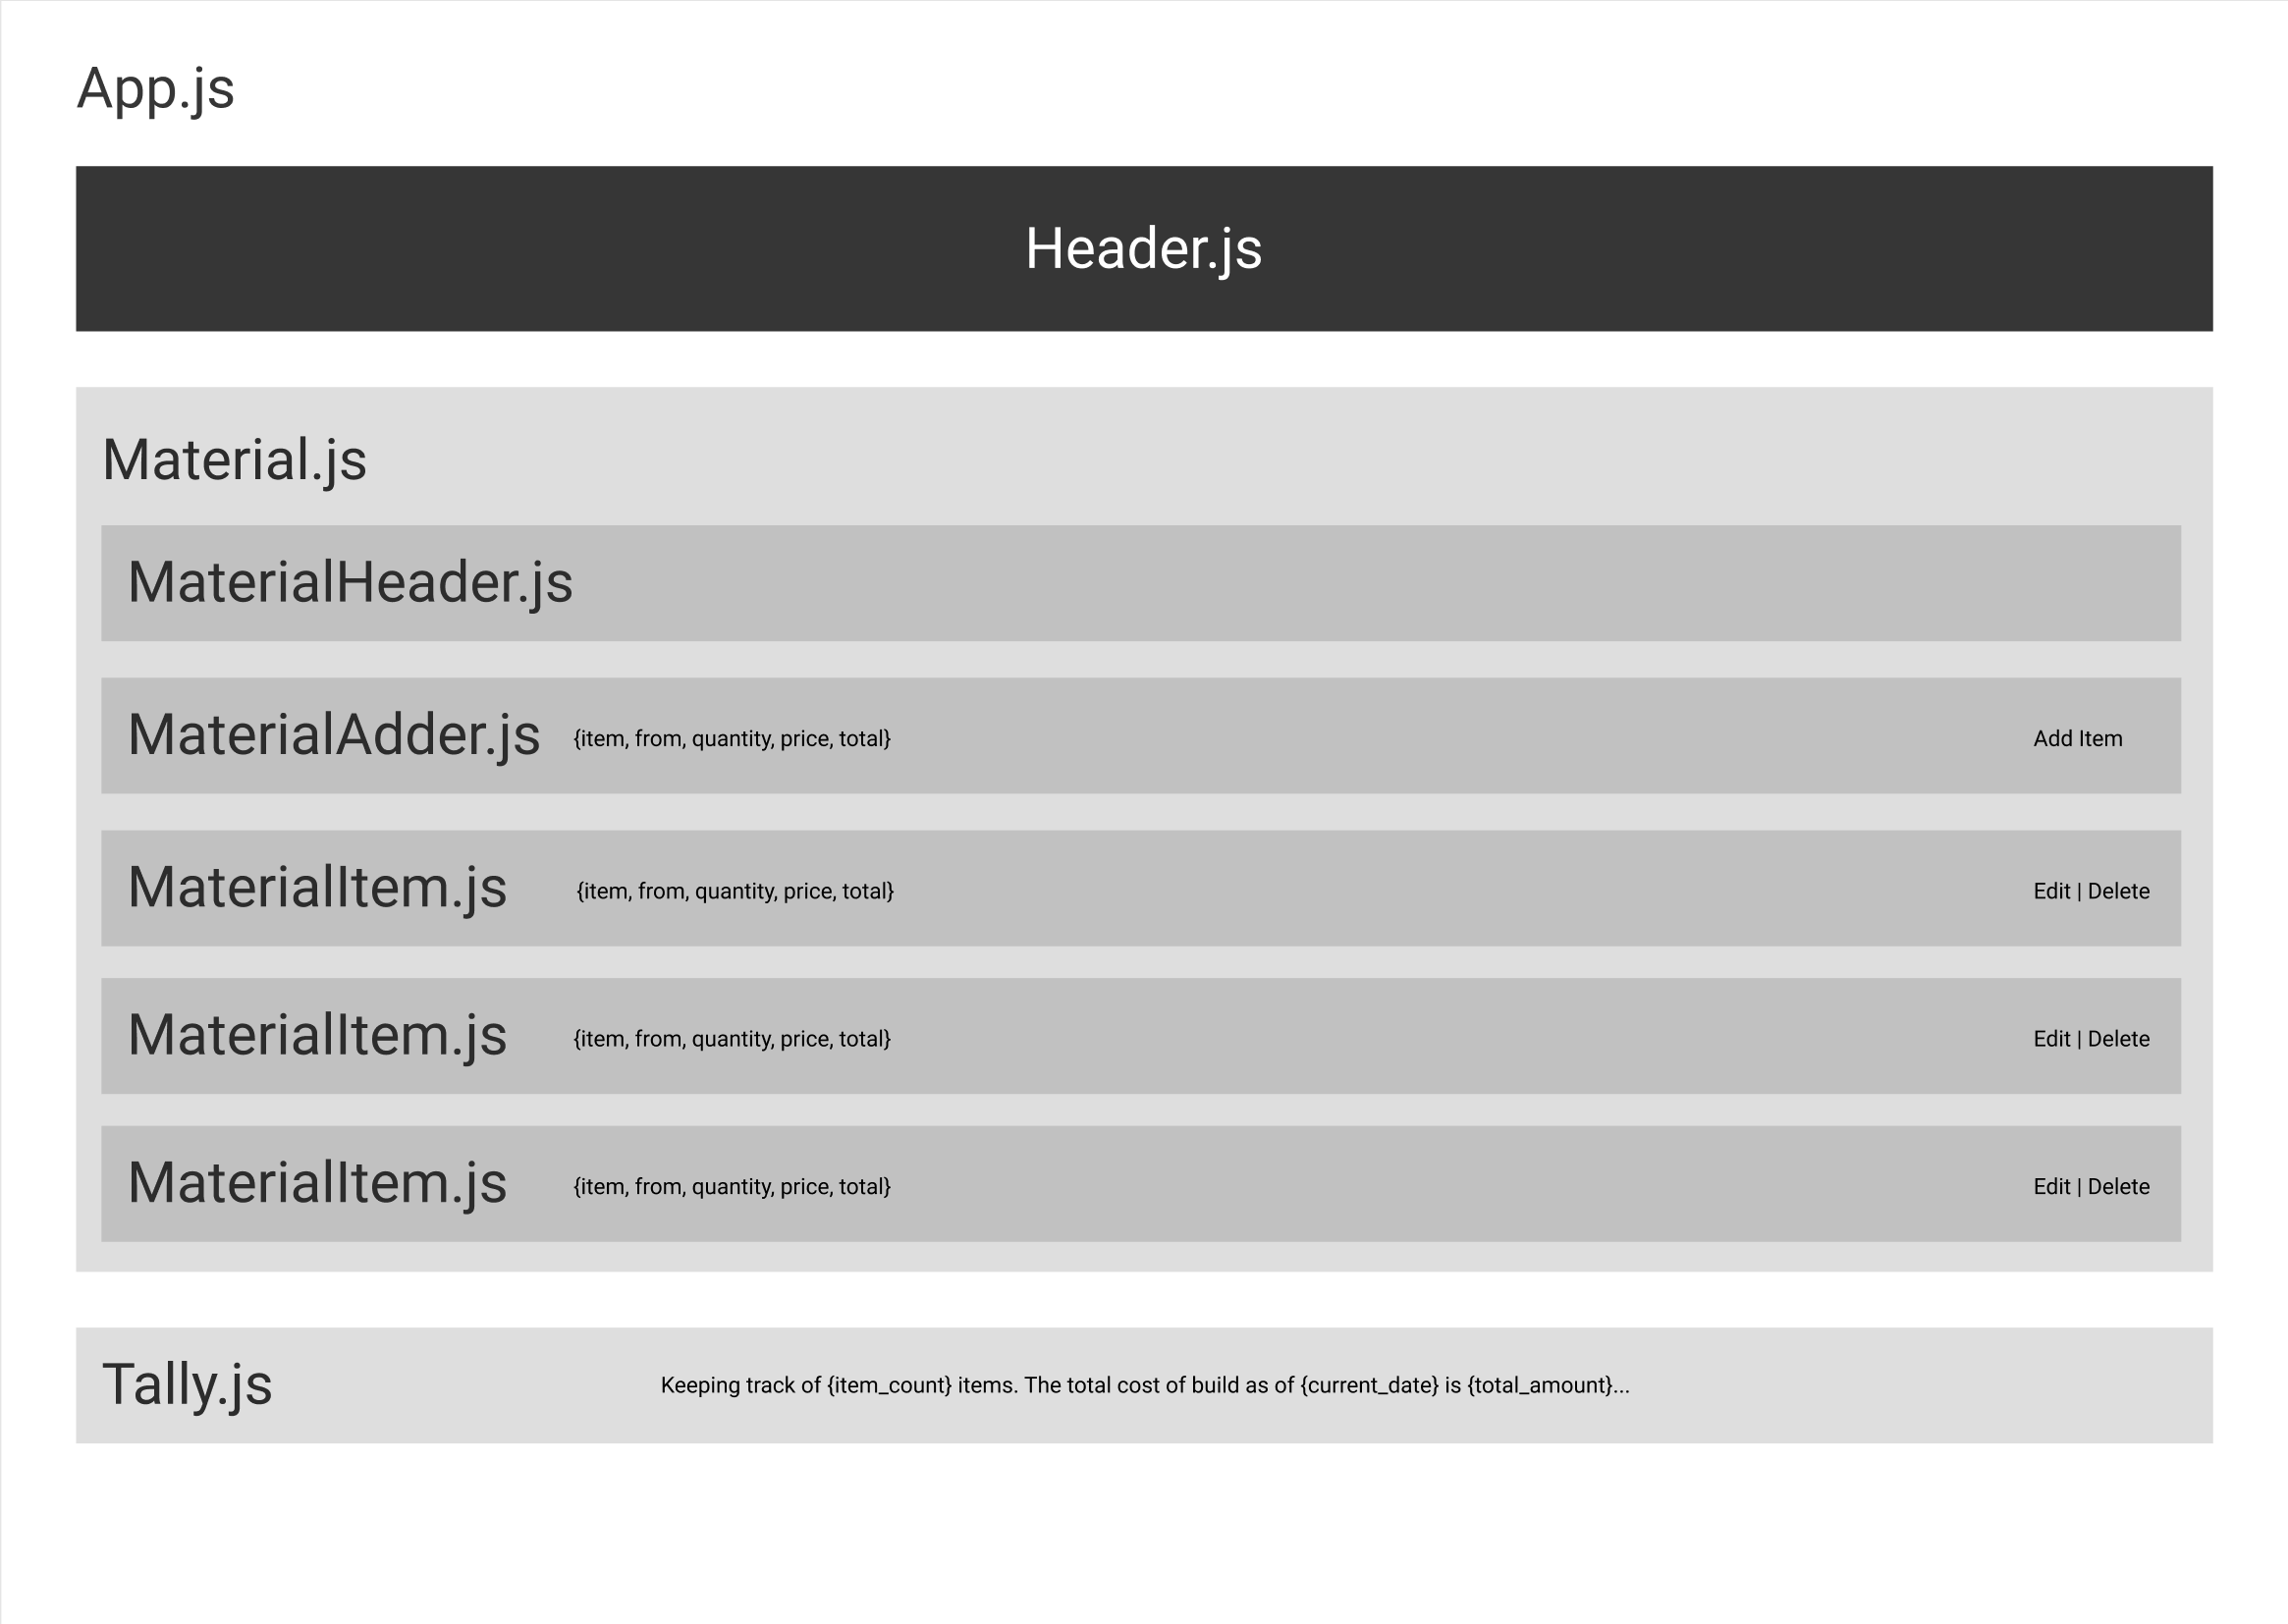 App.js
Header.js
Material.js
MaterialHeader.js
MaterialAdder.js {item, from, quantity, price, total} Add Item
MaterialItem.js {item, from, quantity, price, total} Edit | Delete
MaterialItem.js {item, from, quantity, price, total} Edit | Delete
MaterialItem.js {item, from, quantity, price, total} Edit | Delete
Tally.js Keeping track of {item_count} items. The total cost of build as of {current_date} is {total_amount}...